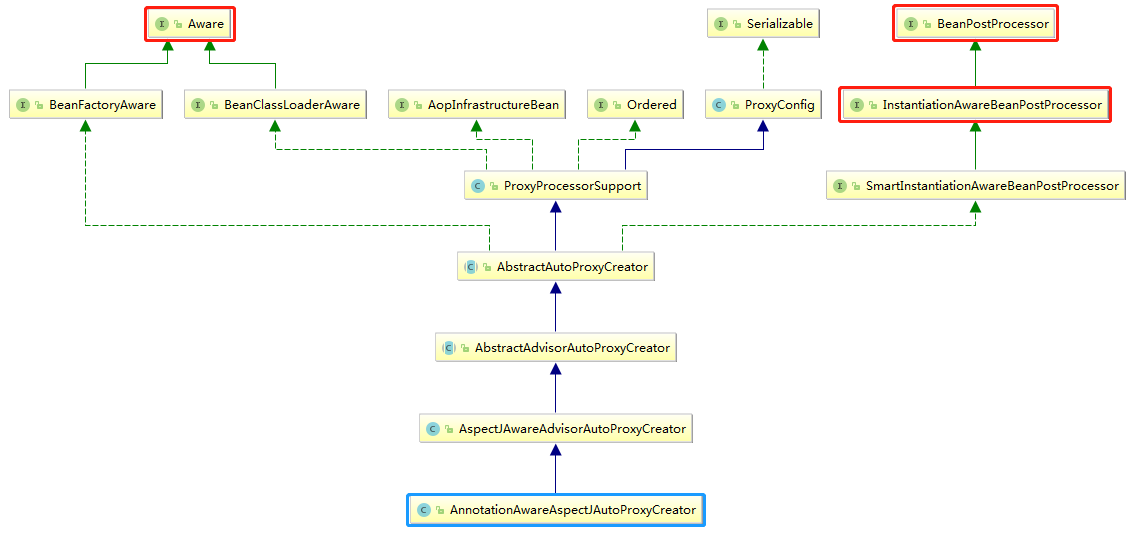 Aware
Serializable
BeanPostProcessor
BeanFactoryAware
BeanClassLoaderAware
AopInfrastructureBean
Ordered
ProxyConfig
InstantiationAwareBeanPostProcessor
ProxyProcessorSupport
SmartInstantiationAwareBeanPostProcessor
AbstractAutoProxyCreator
AbstractAdvisorAutoProxyCreator
AspectJAwareAdvisorAutoProxyCreator
AnnotationAwareAspectJAutoProxyCreator